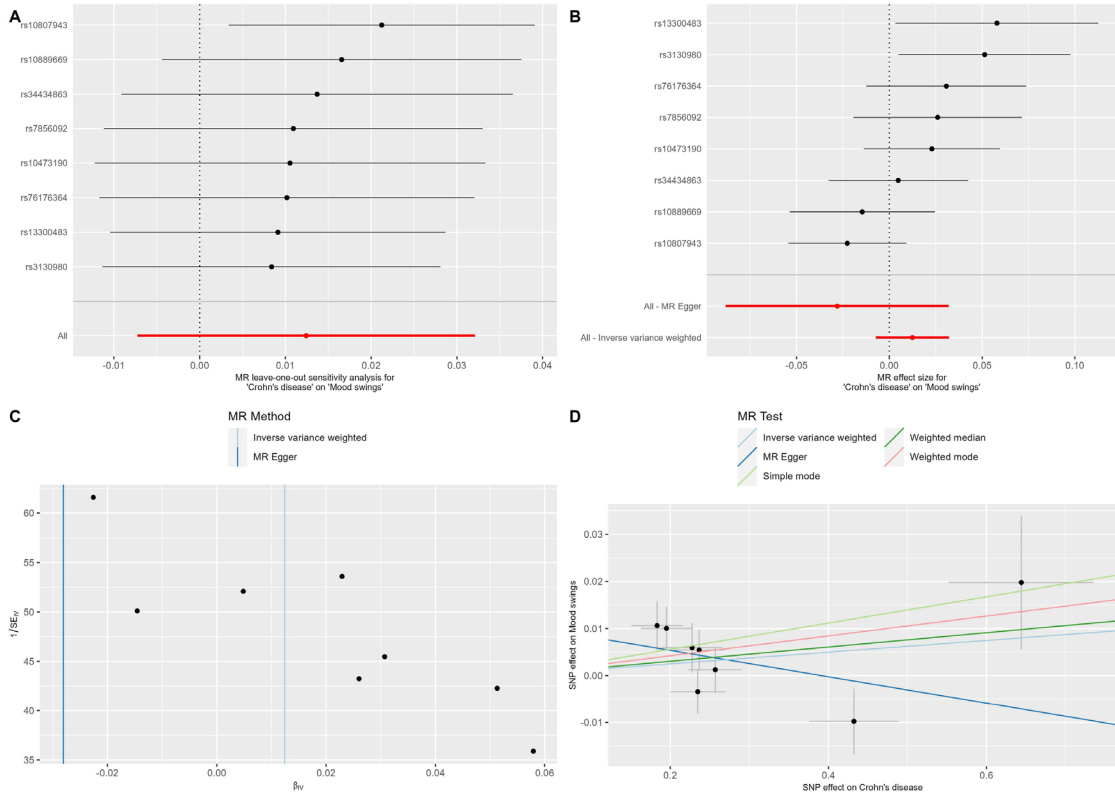 A
rs10807943
rs10889669
rs34434863
rs7856092
rs10473190
rs76176364
rs13300483
rs3130980
All
-0.01
0.00
0.01
0.02
0.03
0.04
MR leave-one-out sensitivity analysis for
'Crohn's disease' on 'Mood swings'
B
rs13300483
rs3130980
rs76176364
rs7856092
rs10473190
rs34434863
rs10889669
rs10807943
All - MR Egger
All - Inverse variance weighted
-0.05
0.00
0.05
0.10
MR effect size for
'Crohn's disease' on 'Mood swings'
C
MR Method
Inverse variance weighted
MR Egger
60
55
50
45
40
35
1/SE_IV
-0.02
0.00
0.02
0.04
0.06
β_IV
D
MR Test
Inverse variance weighted
MR Egger
Simple mode
Weighted median
Weighted mode
0.03
0.02
0.01
0.00
-0.01
SNP effect on Mood swings
0.2
0.4
0.6
SNP effect on Crohn's disease